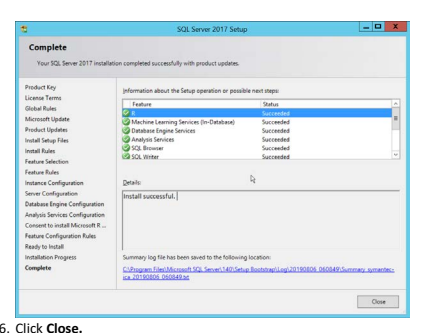 SQL Server 2017 Setup
Complete
Your SQL Server 2017 installation completed successfully with product updates.
Product Key
License Terms
Global Rules
Microsoft Update
Product Updates
Install Setup Files
Install Rules
Feature Selection
Feature Rules
Instance Configuration
Server Configuration
Database Engine Configuration
Analysis Services Configuration
Consent to install Microsoft R ...
Feature Configuration Rules
Ready to Install
Installation Progress
Complete
Information about the Setup operation or possible next steps:
Feature Status
R Succeeded
Machine Learning Services (In-Database) Succeeded
Database Engine Services Succeeded
Analysis Services Succeeded
SQL Browser Succeeded
SQL Writer Succeeded
Details:
Install successful.
Summary log file has been saved to the following location:
C:\Program Files\Microsoft SQL Server\140\Setup Bootstrap\Log\20190806_060849\Summary_symantec-
ica_20190806_060849.txt
Close
6. Click Close.